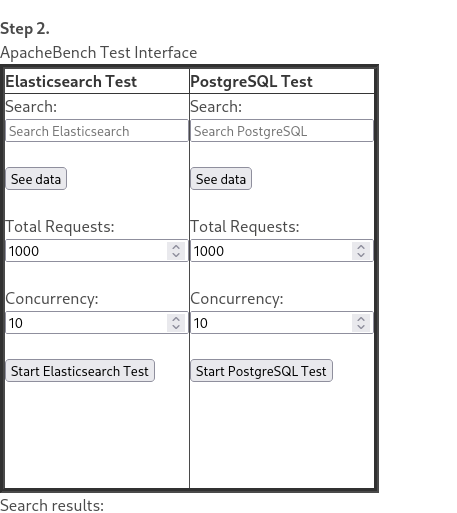 Step 2.
ApacheBench Test Interface
Elasticsearch Test PostgreSQL Test
Search: Search:
Search Elasticsearch Search PostgreSQL
See data See data
Total Requests: Total Requests:
1000 1000
Concurrency: Concurrency:
10 10
Start Elasticsearch Test Start PostgreSQL Test
Search results: